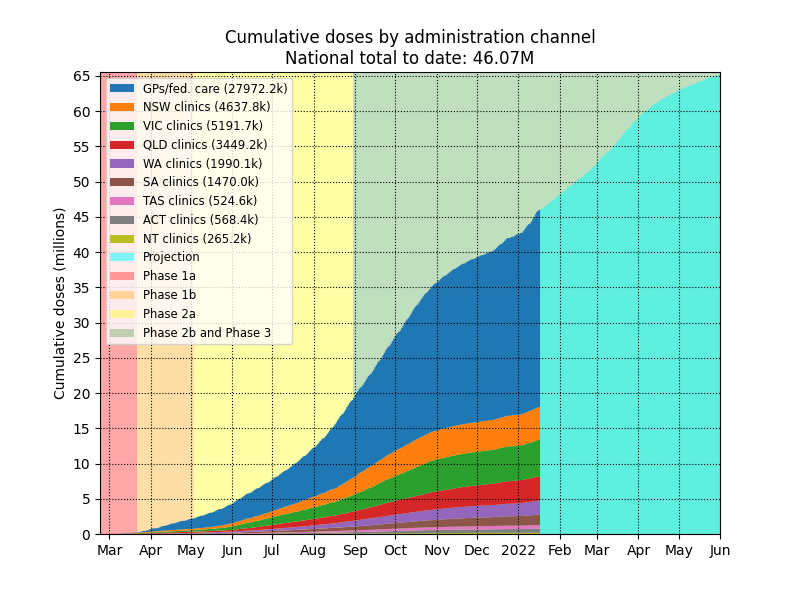 Cumulative doses by administration channel
National total to date: 46.07M
Cumulative doses (millions)
65
60
55
50
45
40
35
30
25
20
15
10
5
0
GPs/fed. care (27972.2k)
NSW clinics (4637.8k)
VIC clinics (5191.7k)
QLD clinics (3449.2k)
WA clinics (1990.1k)
SA clinics (1470.0k)
TAS clinics (524.6k)
ACT clinics (568.4k)
NT clinics (265.2k)
Projection
Phase 1a
Phase 1b
Phase 2a
Phase 2b and Phase 3
Mar Apr May Jun Jul Aug Sep Oct Nov Dec 2022 Feb Mar Apr May Jun